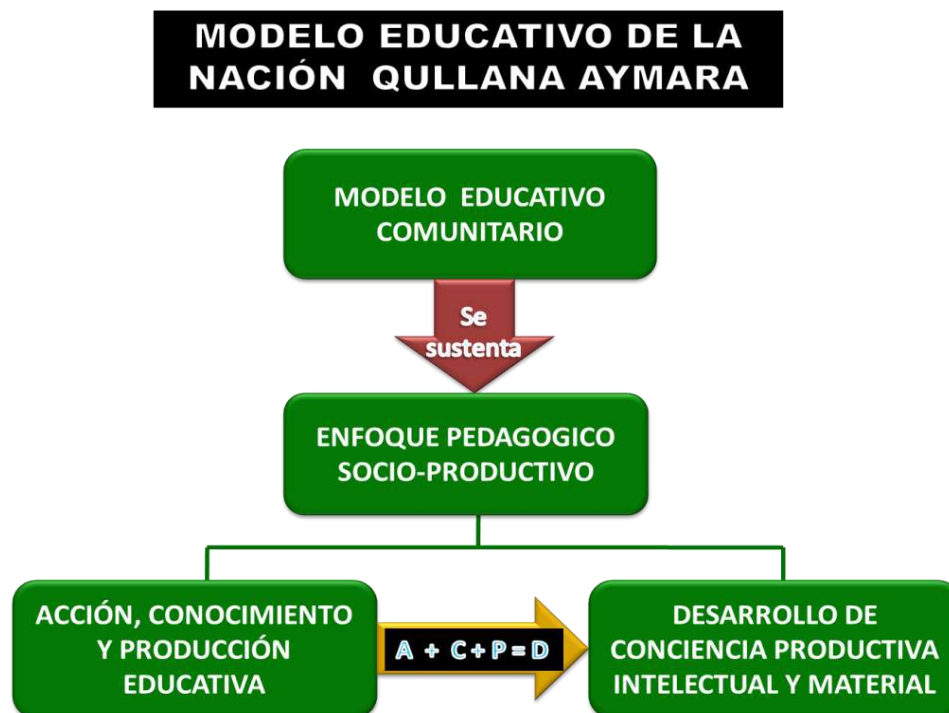 MODELO EDUCATIVO DE LA
NACIÓN QULLANA AYMARA
MODELO EDUCATIVO
COMUNITARIO
Se
sustenta
ENFOQUE PEDAGOGICO
SOCIO-PRODUCTIVO
ACCIÓN, CONOCIMIENTO
Y PRODUCCIÓN
EDUCATIVA
A + C+P=D
DESARROLLO DE
CONCIENCIA PRODUCTIVA
INTELECTUAL Y MATERIAL